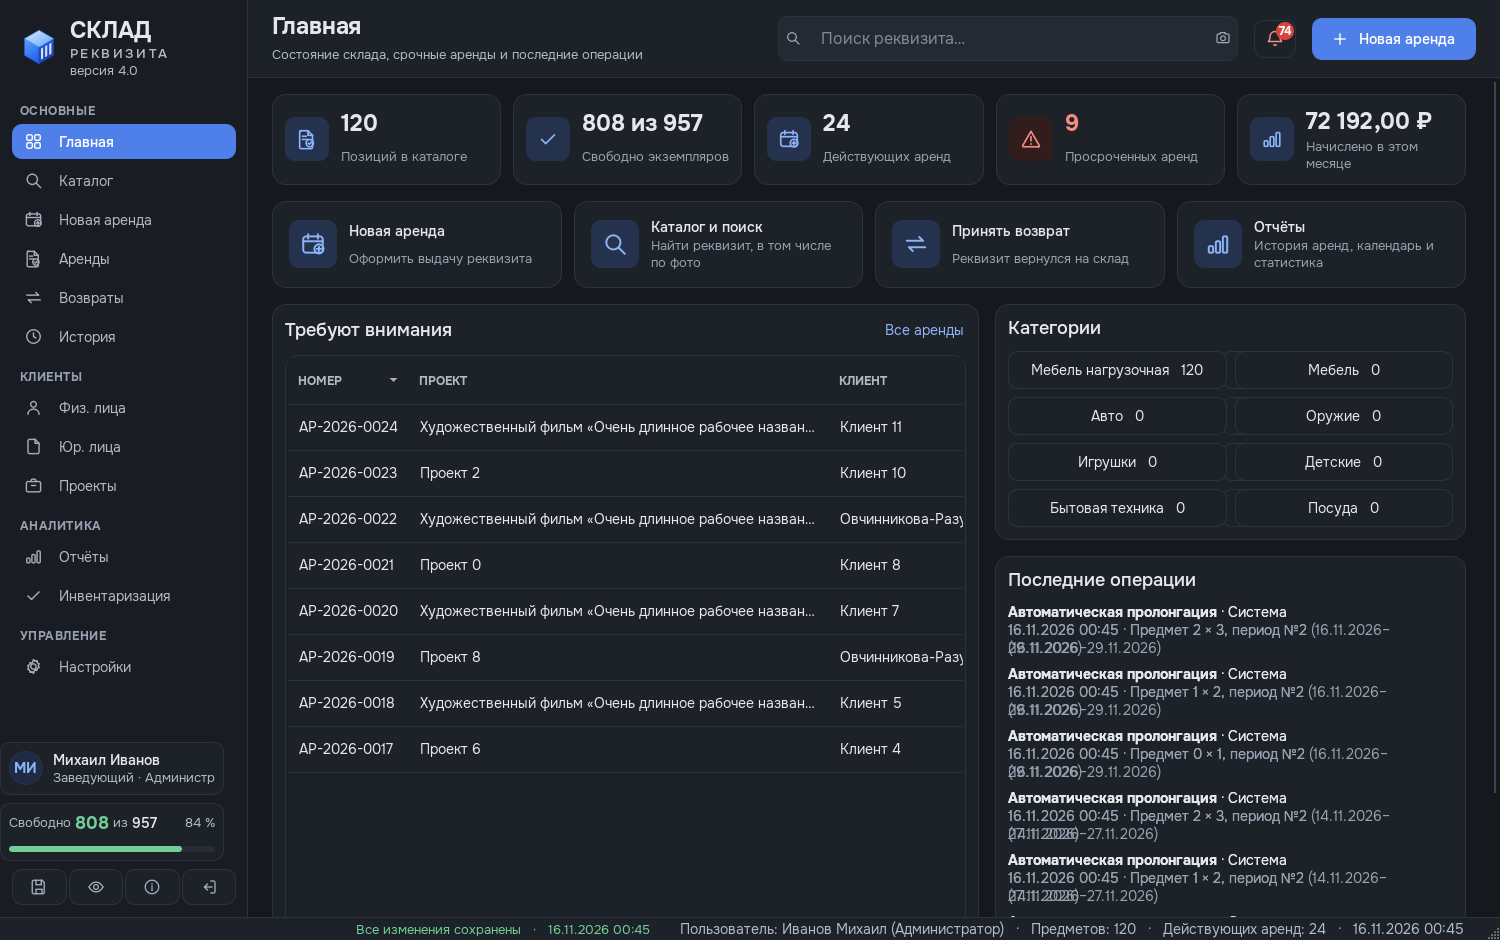 СКЛАД
РЕКВИЗИТА
версия 4.0
ОСНОВНЫЕ
Главная
Каталог
Новая аренда
Аренды
Возвраты
История
КЛИЕНТЫ
Физ. лица
Юр. лица
Проекты
АНАЛИТИКА
Отчёты
Инвентаризация
УПРАВЛЕНИЕ
Настройки
МИ
Михаил Иванов
Заведующий · Администр
Свободно 808 из 957 84 %
Главная
Состояние склада, срочные аренды и последние операции
Поиск реквизита...
74
Новая аренда
120
Позиций в каталоге
808 из 957
Свободно экземпляров
24
Действующих аренд
9
Просроченных аренд
72 192,00 ₽
Начислено в этом
месяце
Новая аренда
Оформить выдачу реквизита
Каталог и поиск
Найти реквизит, в том числе
по фото
Принять возврат
Реквизит вернулся на склад
Отчёты
История аренд, календарь и
статистика
Требуют внимания
Все аренды
НОМЕР ПРОЕКТ КЛИЕНТ
АР-2026-0024 Художественный фильм «Очень длинное рабочее назван... Клиент 11
АР-2026-0023 Проект 2 Клиент 10
АР-2026-0022 Художественный фильм «Очень длинное рабочее назван... Овчинникова-Разу
АР-2026-0021 Проект 0 Клиент 8
АР-2026-0020 Художественный фильм «Очень длинное рабочее назван... Клиент 7
АР-2026-0019 Проект 8 Овчинникова-Разу
АР-2026-0018 Художественный фильм «Очень длинное рабочее назван... Клиент 5
АР-2026-0017 Проект 6 Клиент 4
Категории
Мебель нагрузочная 120 Мебель 0
Авто 0 Оружие 0
Игрушки 0 Детские 0
Бытовая техника 0 Посуда 0
Последние операции
Автоматическая пролонгация · Система
16.11.2026 00:45 · Предмет 2 × 3, период №2 (16.11.2026–
29.11.2026)
Автоматическая пролонгация · Система
16.11.2026 00:45 · Предмет 1 × 2, период №2 (16.11.2026–
29.11.2026)
Автоматическая пролонгация · Система
16.11.2026 00:45 · Предмет 0 × 1, период №2 (16.11.2026–
29.11.2026)
Автоматическая пролонгация · Система
16.11.2026 00:45 · Предмет 2 × 3, период №2 (14.11.2026–
27.11.2026)
Автоматическая пролонгация · Система
16.11.2026 00:45 · Предмет 1 × 2, период №2 (14.11.2026–
27.11.2026)
Все изменения сохранены · 16.11.2026 00:45 Пользователь: Иванов Михаил (Администратор) · Предметов: 120 · Действующих аренд: 24 · 16.11.2026 00:45